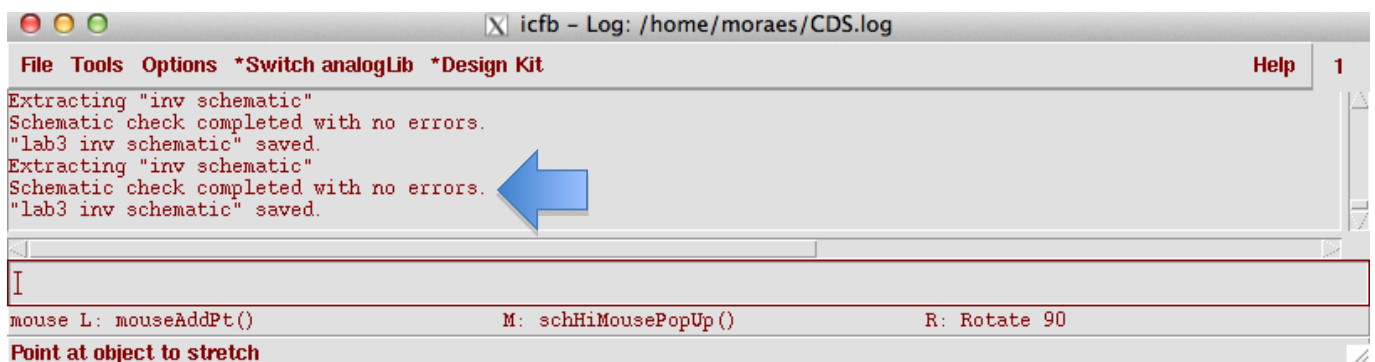 icfb – Log: /home/moraes/CDS.log
File Tools Options *Switch analogLib *Design Kit Help 1
Extracting "inv schematic"
Schematic check completed with no errors.
"lab3 inv schematic" saved.
Extracting "inv schematic"
Schematic check completed with no errors.
"lab3 inv schematic" saved.
mouse L: mouseAddPt() M: schHiMousePopUp() R: Rotate 90
Point at object to stretch